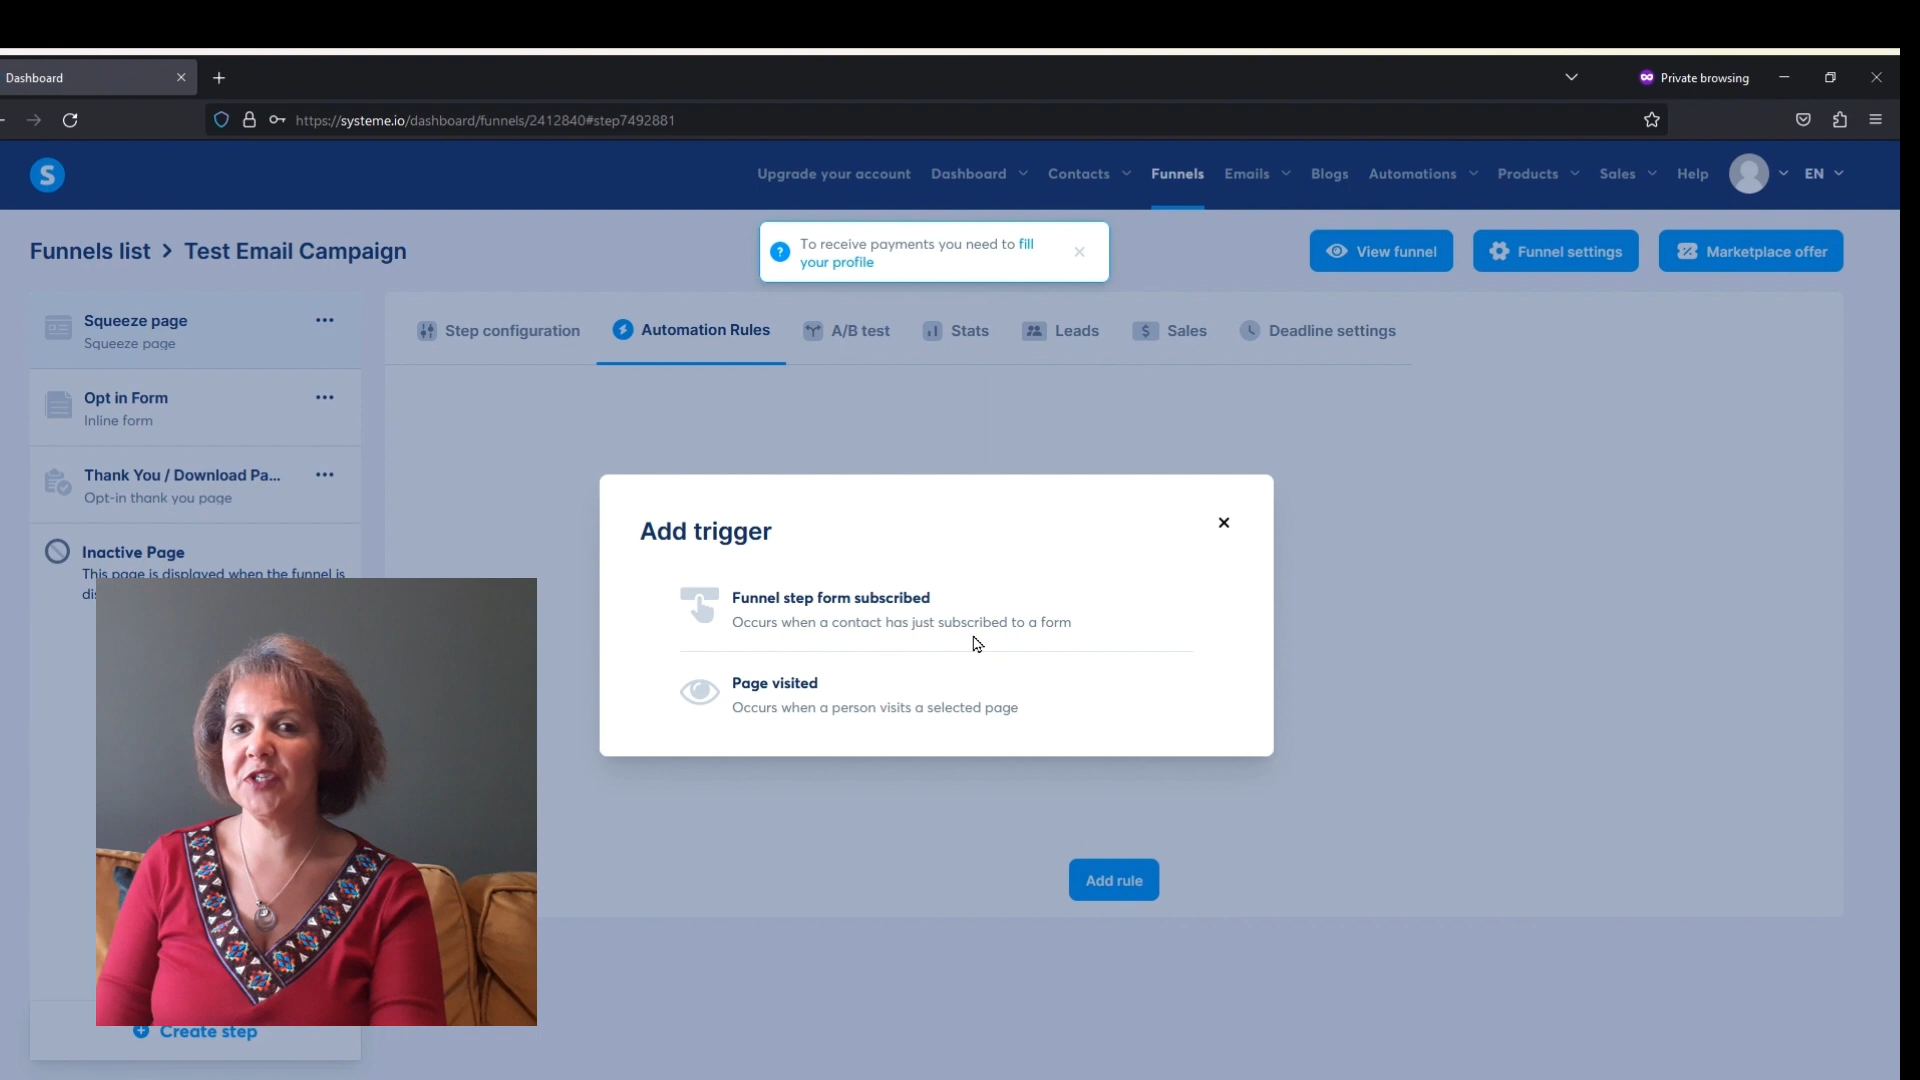 Dashboard
Private browsing
https://systeme.io/dashboard/funnels/2412840#step7492881
S
Upgrade your account Dashboard Contacts Funnels Emails Blogs Automations Products Sales Help EN
To receive payments you need to fill
your profile
Funnels list > Test Email Campaign
View funnel
Funnel settings
Marketplace offer
Squeeze page
Squeeze page
Opt in Form
Inline form
Thank You / Download Pa...
Opt-in thank you page
Inactive Page
This page is displayed when the funnel is
Step configuration
Automation Rules
A/B test
Stats
Leads
$ Sales
Deadline settings
Add trigger
Funnel step form subscribed
Occurs when a contact has just subscribed to a form
Page visited
Occurs when a person visits a selected page
Add rule
Create step